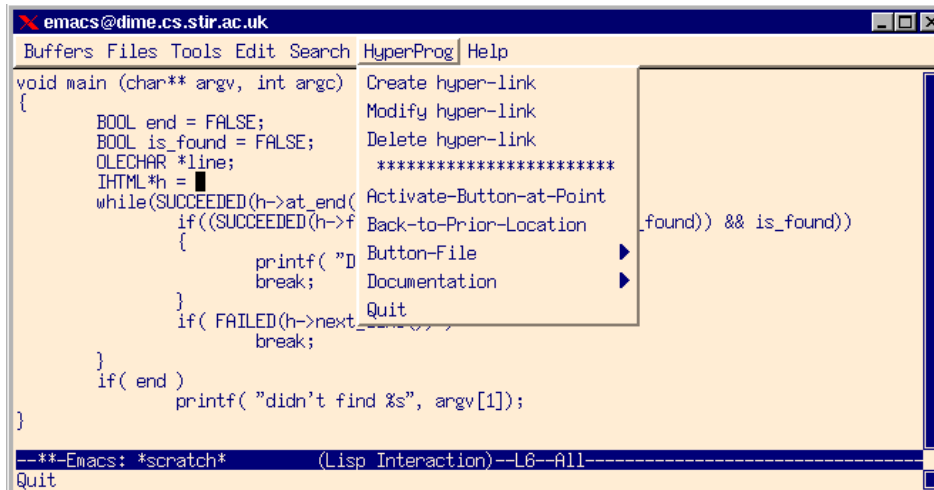 emacs@dime.cs.stir.ac.uk
Buffers Files Tools Edit Search HyperProg Help
void main (char** argv, int argc)
{
BOOL end = FALSE;
BOOL is_found = FALSE;
OLECHAR *line;
IHTML*h =
while(SUCCEEDED(h->at_end(
if((SUCCEEDED(h->f _found)) && is_found))
{
printf( "D
break;
}
if( FAILED(h->next
break;
}
if( end )
printf( "didn't find %s", argv[1]);
}
Create hyper-link
Modify hyper-link
Delete hyper-link
************************
Activate-Button-at-Point
Back-to-Prior-Location
Button-File
Documentation
Quit
--**-Emacs: *scratch* (Lisp Interaction)--L6--All----------------------------------
Quit